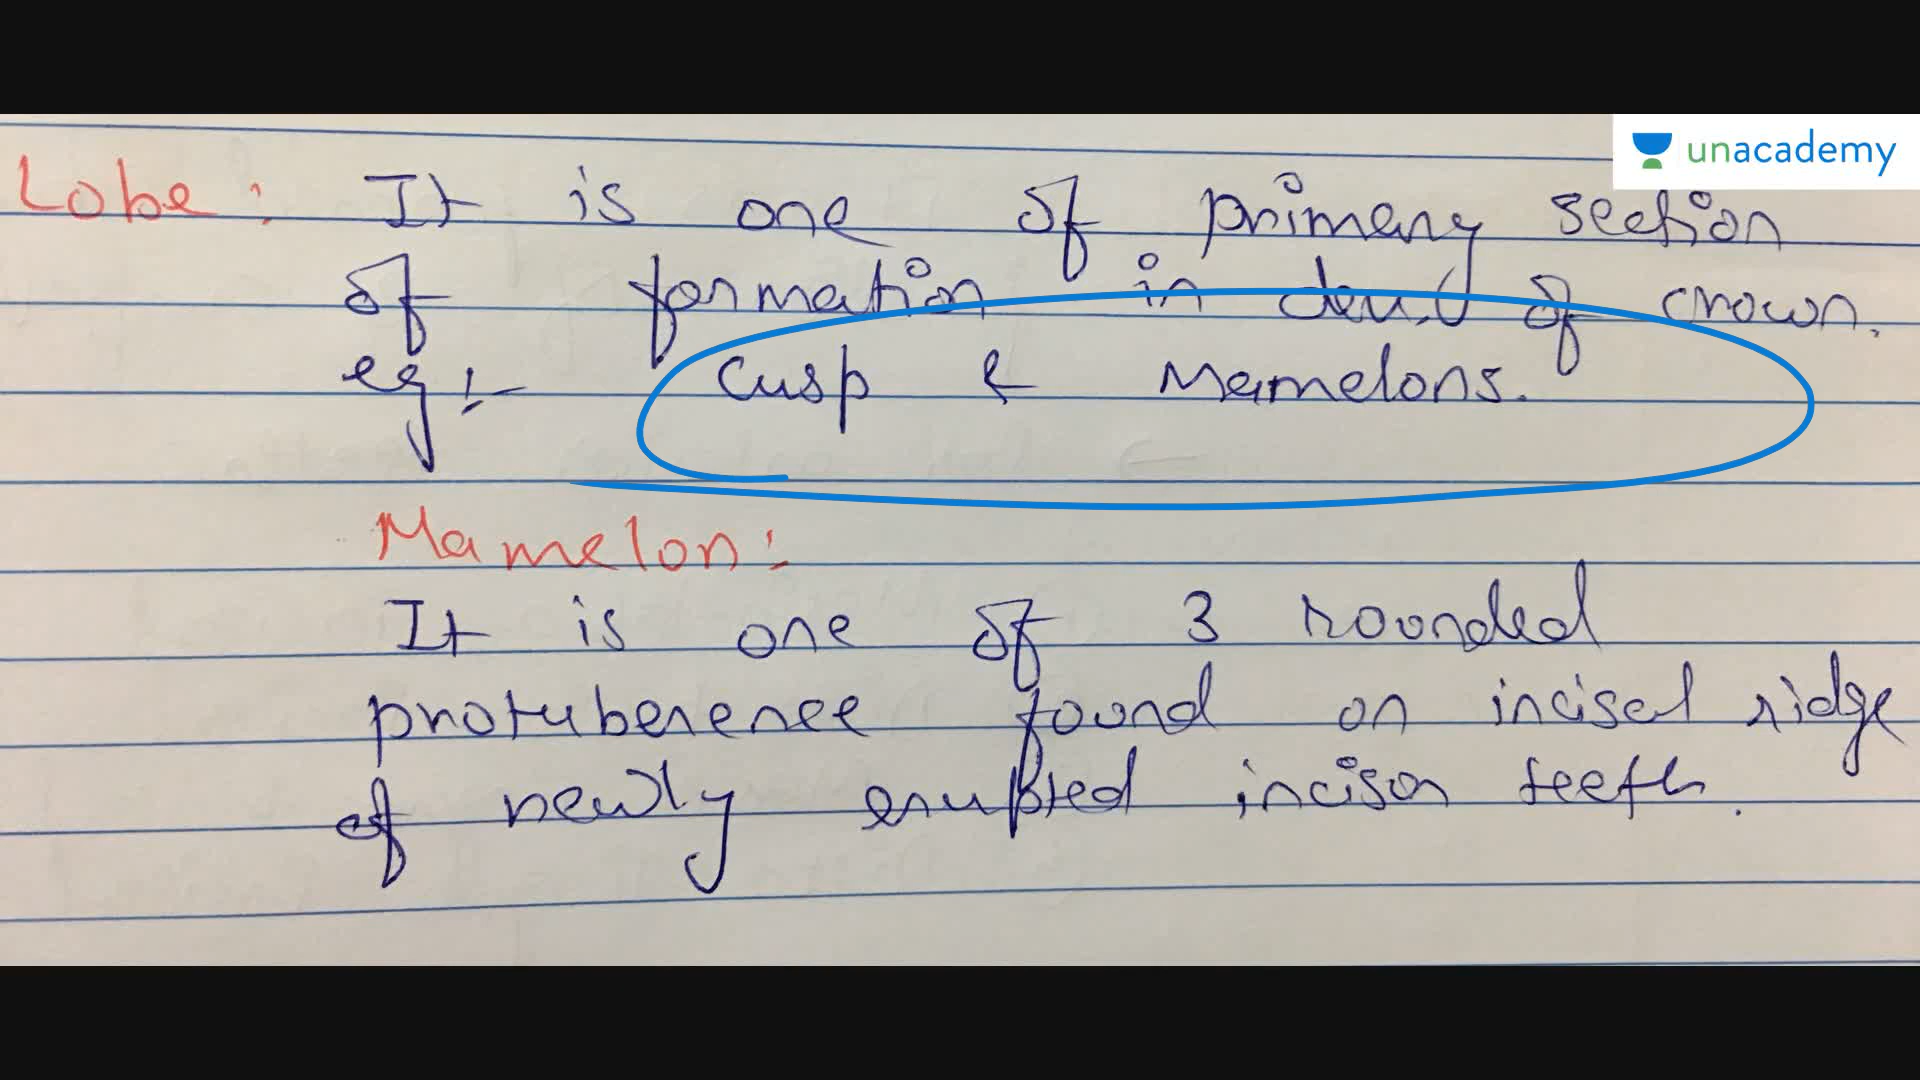 unacademy
Lobe : It is one of primary section
of formation in dev. of crown.
eg :- Cusp & Mamelons.
Mamelon :
It is one of 3 rounded
protuberence found on incisal ridge
of newly erupted incisor teeth.